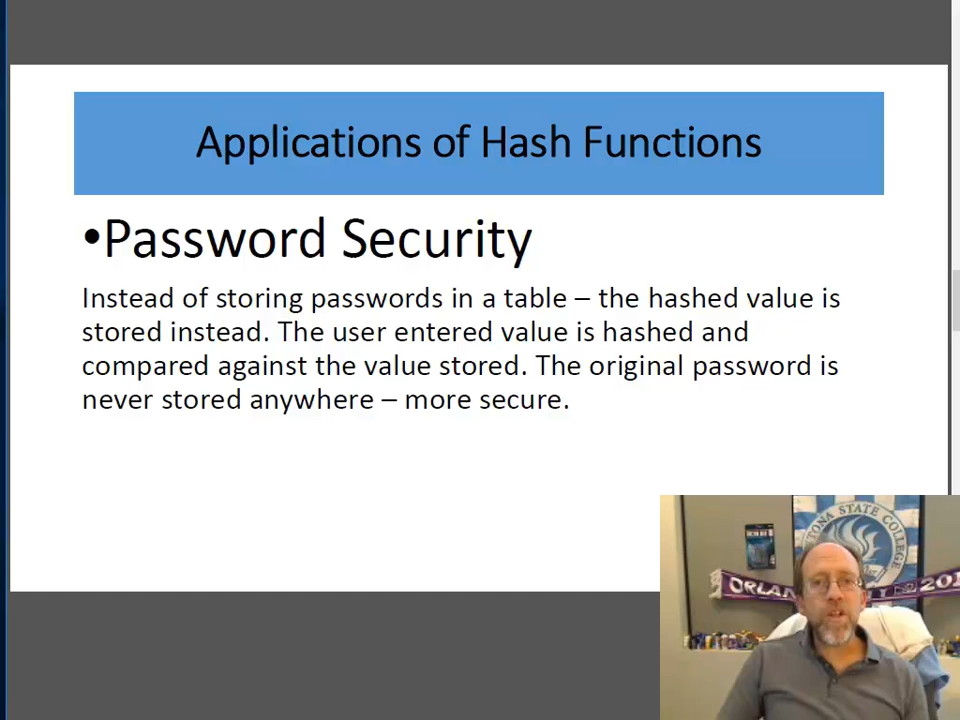 Applications of Hash Functions
•Password Security
Instead of storing passwords in a table – the hashed value is
stored instead. The user entered value is hashed and
compared against the value stored. The original password is
never stored anywhere – more secure.
STATE COLLEGE